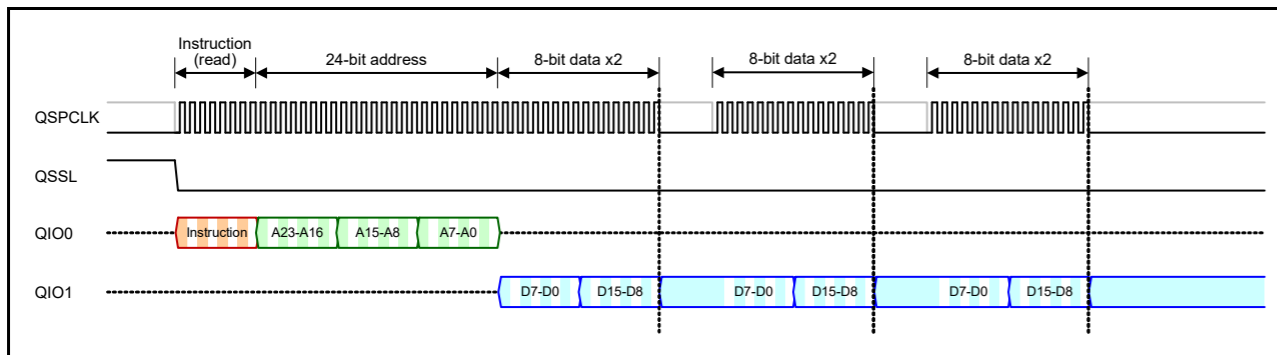 Instruction
(read)
24-bit address
8-bit data x2
8-bit data x2
8-bit data x2
QSPCLK
QSSL
QIO0
Instruction
A23-A16
A15-A8
A7-A0
QIO1
D7-D0
D15-D8
D7-D0
D15-D8
D7-D0
D15-D8